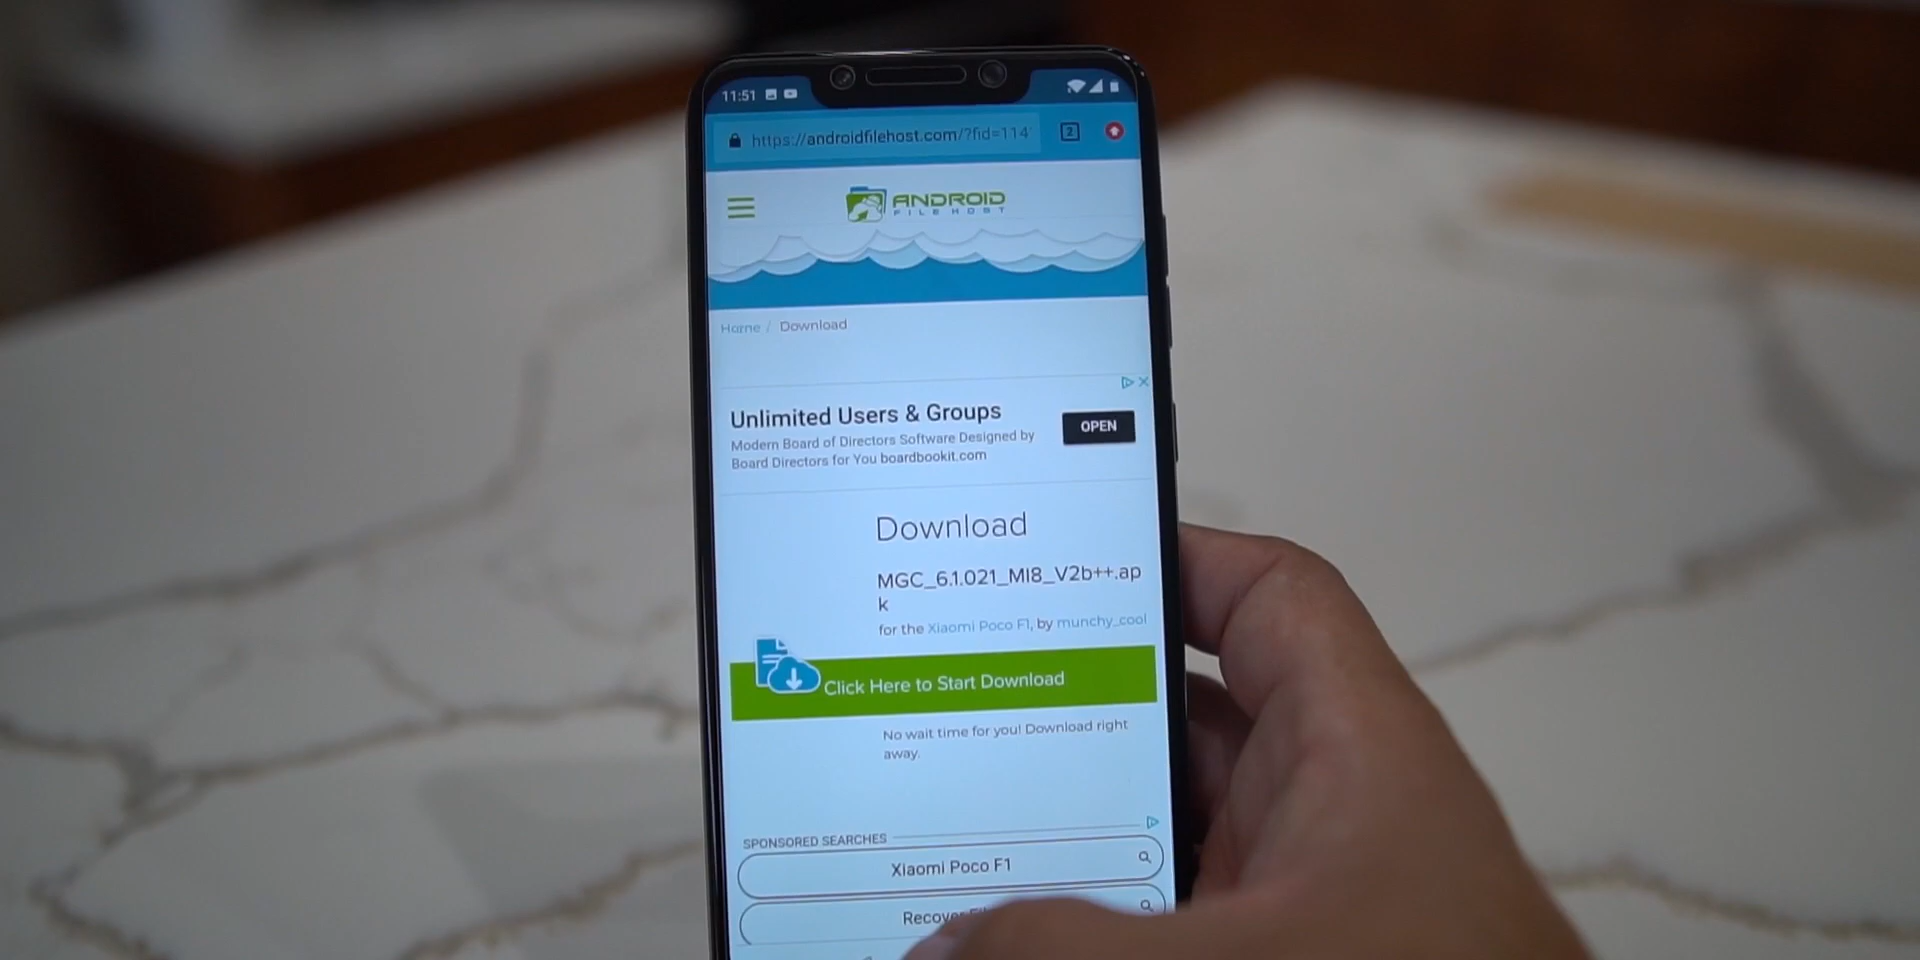 11:51
https://androidfilehost.com/?fid=114
2
ANDROID
FILE HOST
Home / Download
Unlimited Users & Groups
Modern Board of Directors Software Designed by
Board Directors for You boardbookit.com
OPEN
Download
MGC_6.1.021_MI8_V2b++.ap
k
for the Xiaomi Poco F1, by munchy_cool
Click Here to Start Download
No wait time for you! Download right
away.
SPONSORED SEARCHES
Xiaomi Poco F1